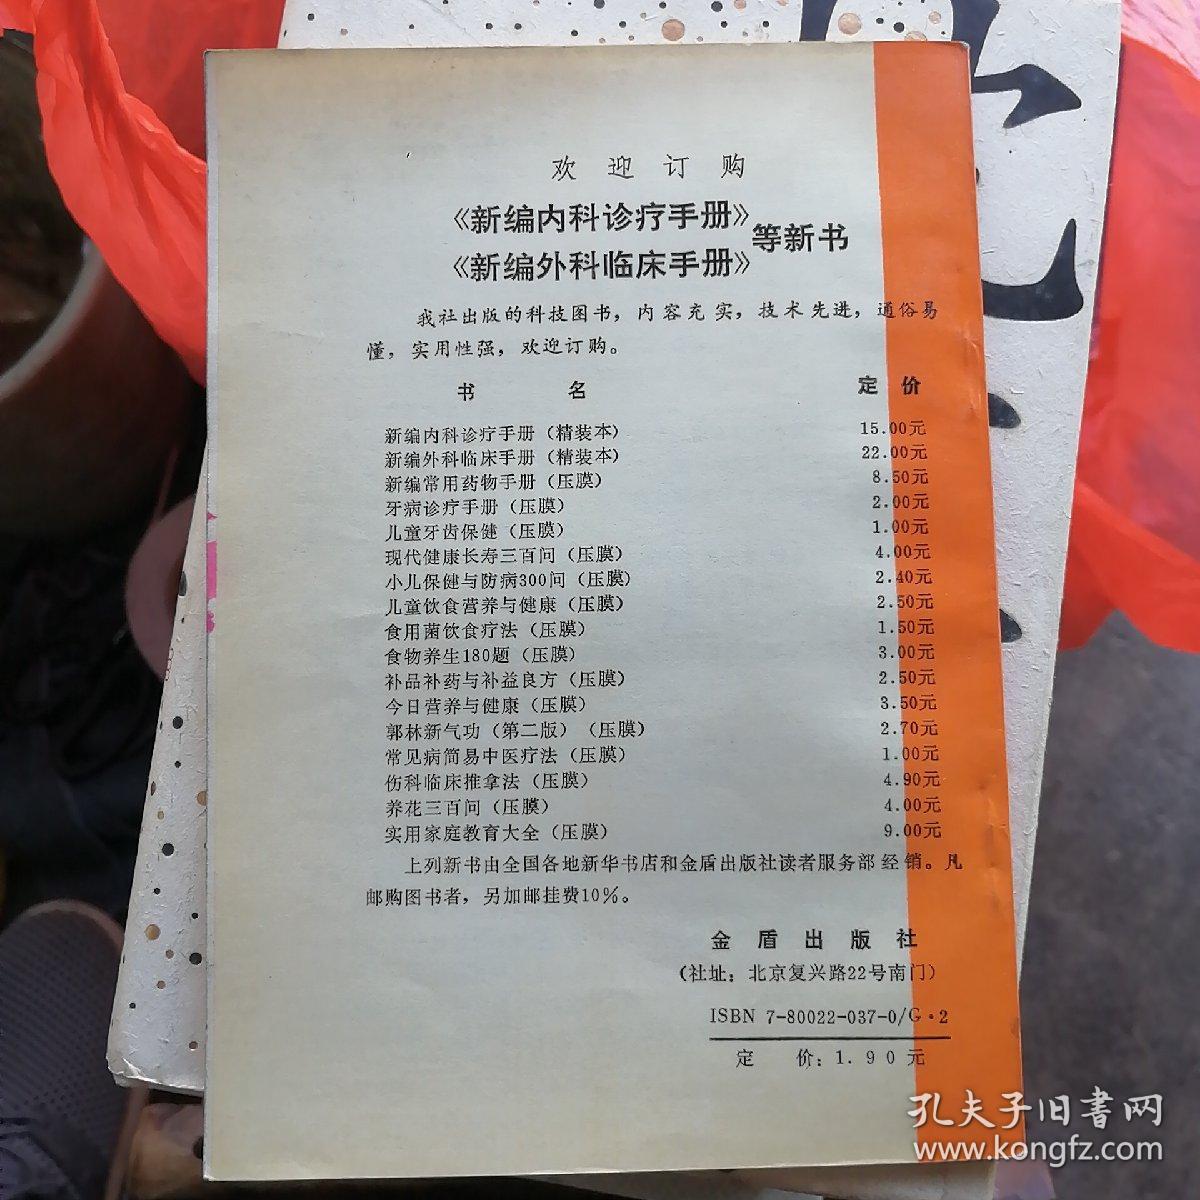 欢迎订购
《新编内科诊疗手册》
《新编外科临床手册》
等新书
我社出版的科技图书，内容充实，技术先进，通俗易
懂，实用性强，欢迎订购。
书 名 定 价
新编内科诊疗手册（精装本） 15.00元
新编外科临床手册（精装本） 22.00元
新编常用药物手册（压膜） 8.50元
牙病诊疗手册（压膜） 2.00元
儿童牙齿保健（压膜） 1.00元
现代健康长寿三百问（压膜） 4.00元
小儿保健与防病300问（压膜） 2.40元
儿童饮食营养与健康（压膜） 2.50元
食用菌饮食疗法（压膜） 1.50元
食物养生180题（压膜） 3.00元
补品补药与补益良方（压膜） 2.50元
今日营养与健康（压膜） 3.50元
郭林新气功（第二版）（压膜） 2.70元
常见病简易中医疗法（压膜） 1.00元
伤科临床推拿法（压膜） 4.90元
养花三百问（压膜） 4.00元
实用家庭教育大全（压膜） 9.00元
上列新书由全国各地新华书店和金盾出版社读者服务部经销。凡
邮购图书者，另加邮挂费10%。
金盾出版社
（社址：北京复兴路22号南门）
ISBN 7-80022-037-0/G·2
定 价：1.90元
孔夫子旧書网
www.kongfz.com